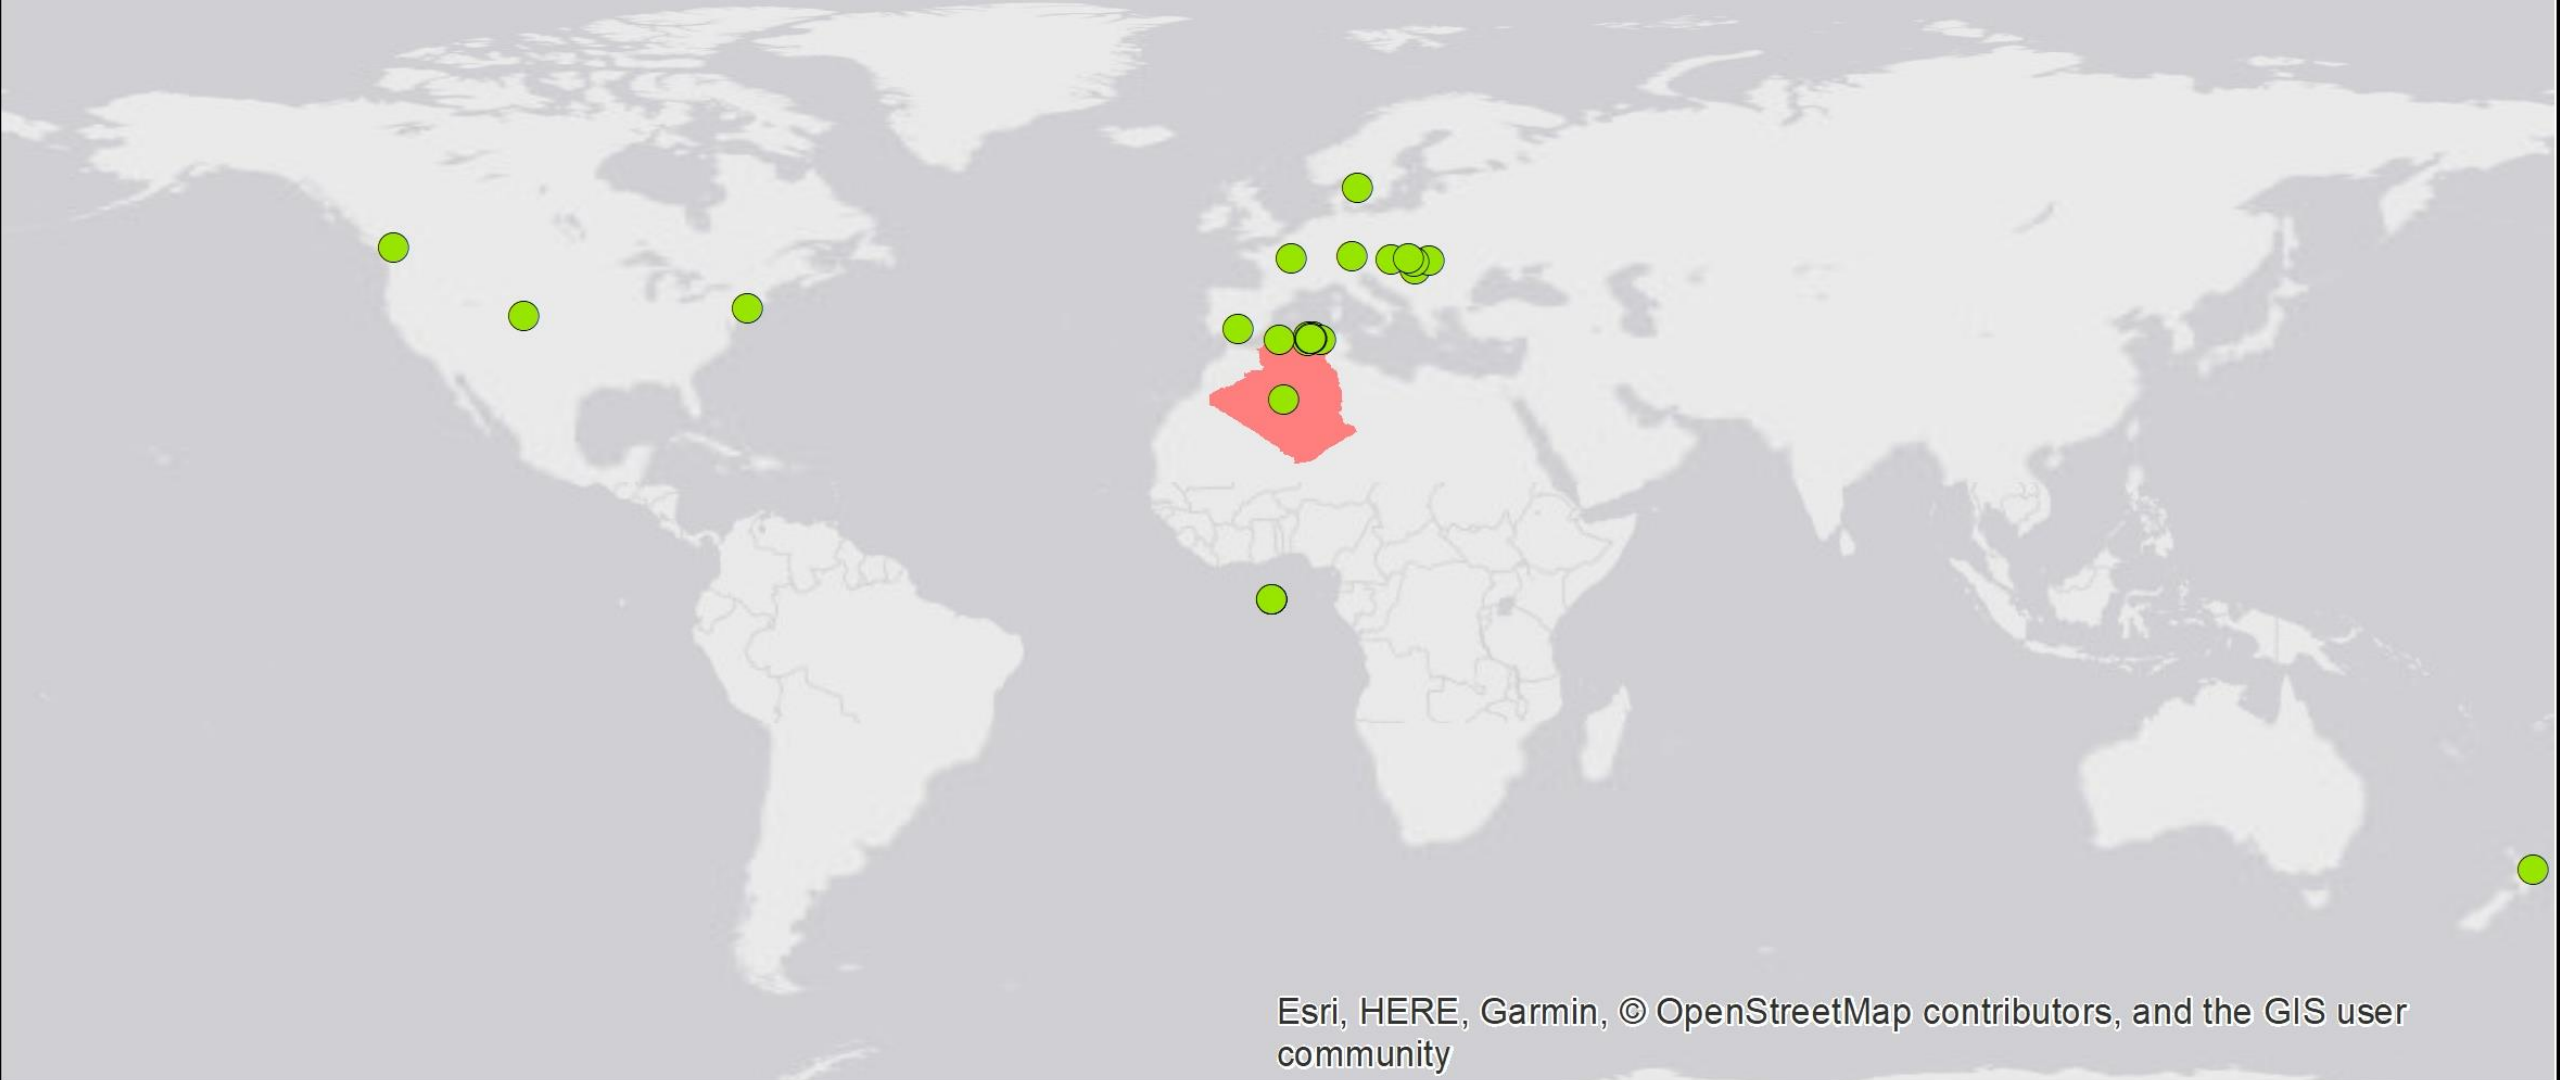 Esri, HERE, Garmin, © OpenStreetMap contributors, and the GIS user
community